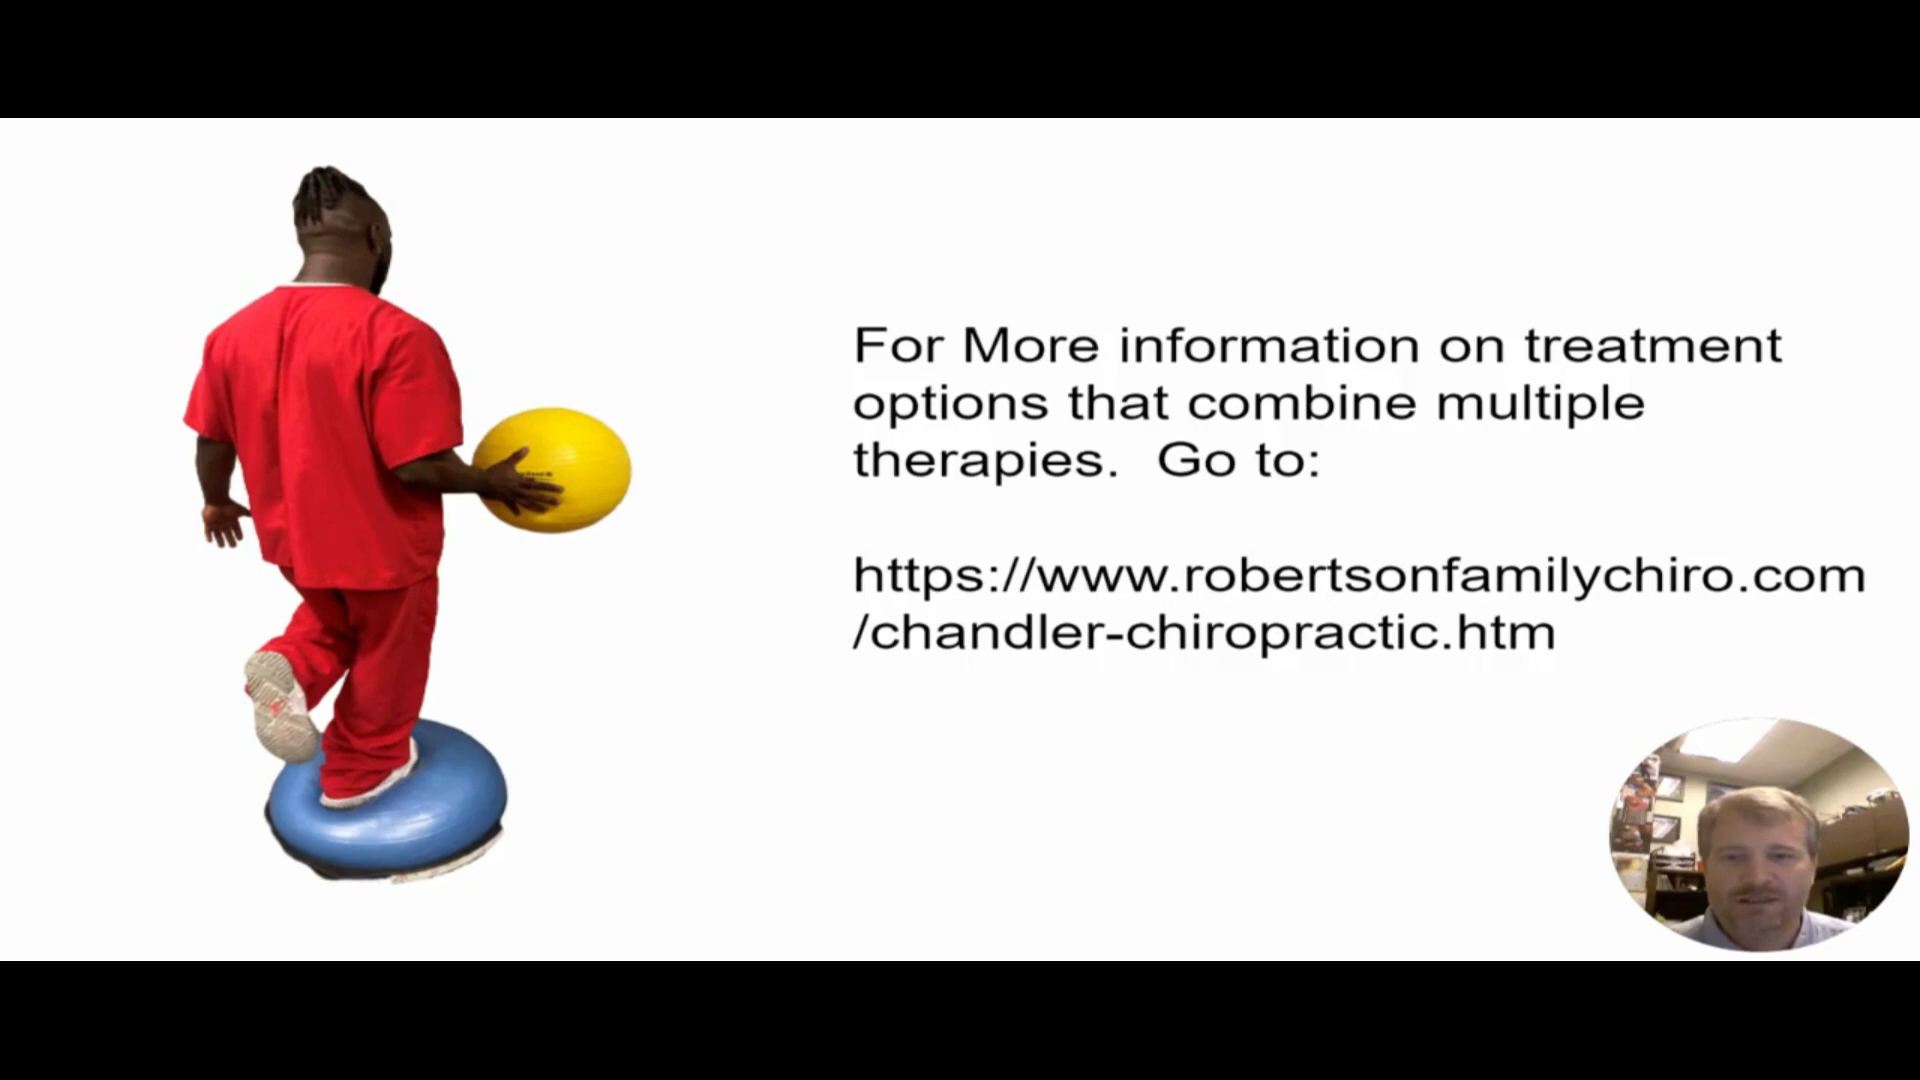 For More information on treatment
options that combine multiple
therapies.  Go to:
https://www.robertsonfamilychiro.com
/chandler-chiropractic.htm